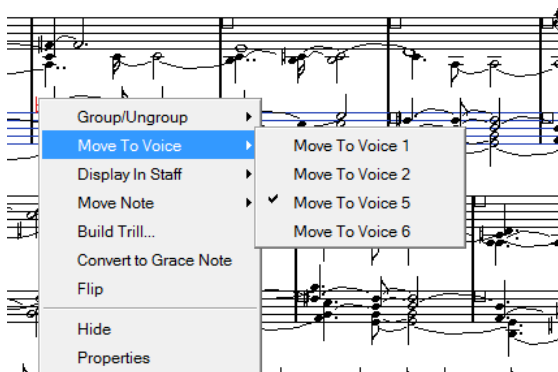 Group/Ungroup
Move To Voice
Display In Staff
Move Note
Build Trill...
Convert to Grace Note
Flip
Hide
Properties
Move To Voice 1
Move To Voice 2
Move To Voice 5
Move To Voice 6